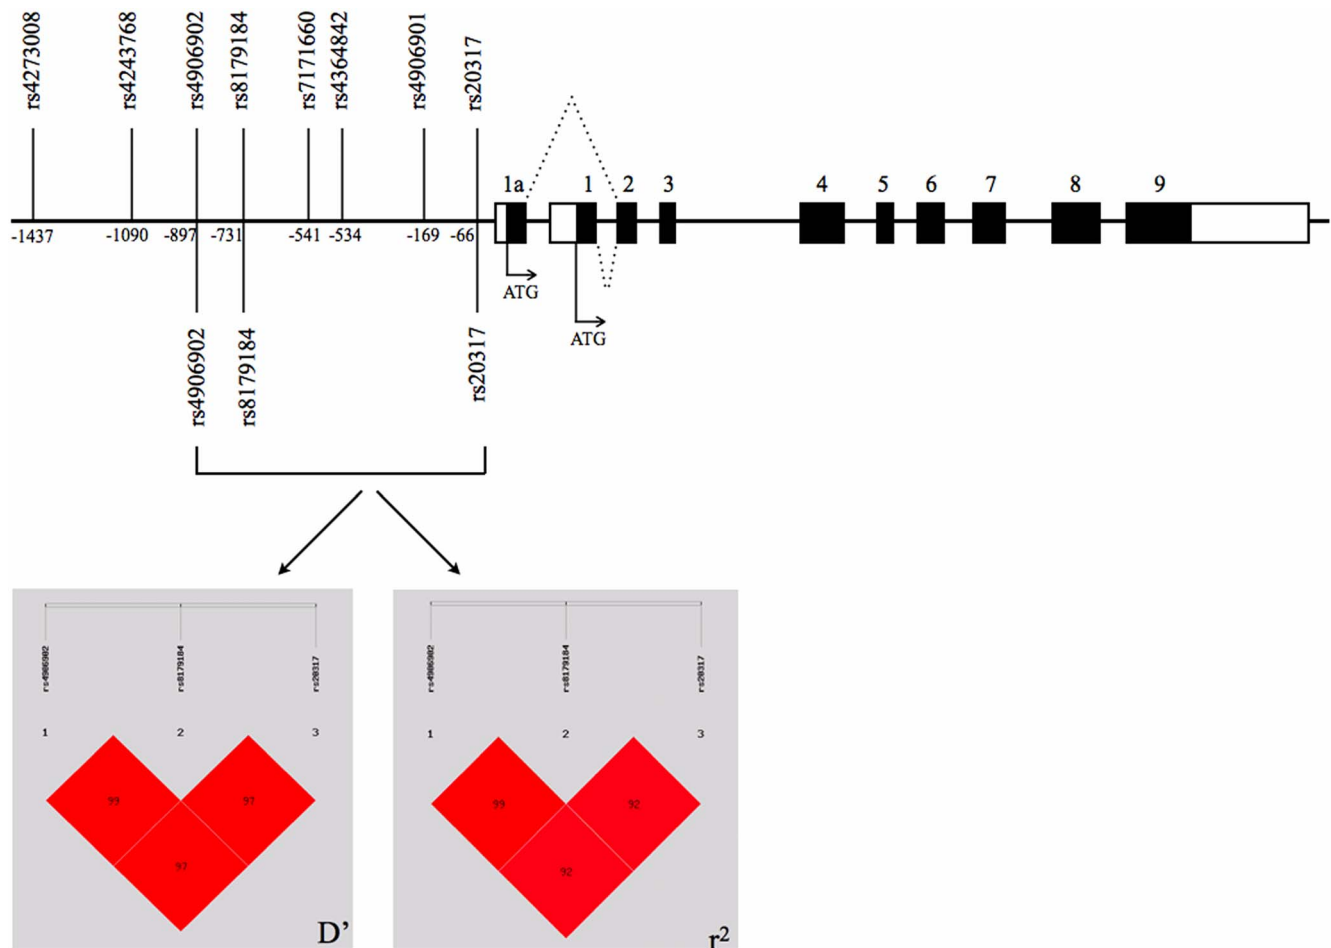 rs4273008
rs4243768
rs4906902
rs8179184
rs7171660
rs4364842
rs4906901
rs20317
1a 1 2 3 4 5 6 7 8 9
-1437 -1090 -897 -731 -541 -534 -169 -66
ATG
ATG
rs4906902
rs8179184
rs20317
rs4906902
rs8179184
rs20317
1 2 3
99 97
97
D’
rs4906902
rs8179184
rs20317
1 2 3
99 92
92
r²